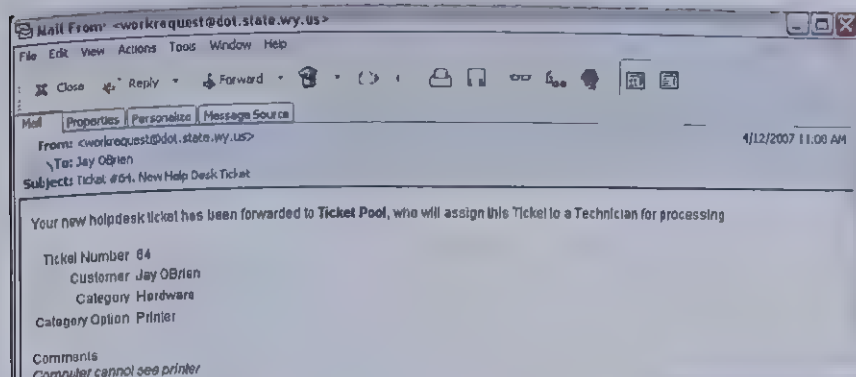 Mail From: <workrequest@dot.state.wy.us>
File Edit View Actions Tools Window Help
Close Reply Forward
Mail Properties Personalize Message Source
From: <workrequest@dot.state.wy.us>
4/12/2007 11:00 AM
To: Jay OBrien
Subject: Ticket #64. New Help Desk Ticket
Your new helpdesk ticket has been forwarded to Ticket Pool, who will assign this Ticket to a Technician for processing
Ticket Number 64
Customer Jay OBrien
Category Hardware
Category Option Printer
Comments
Computer cannot see printer